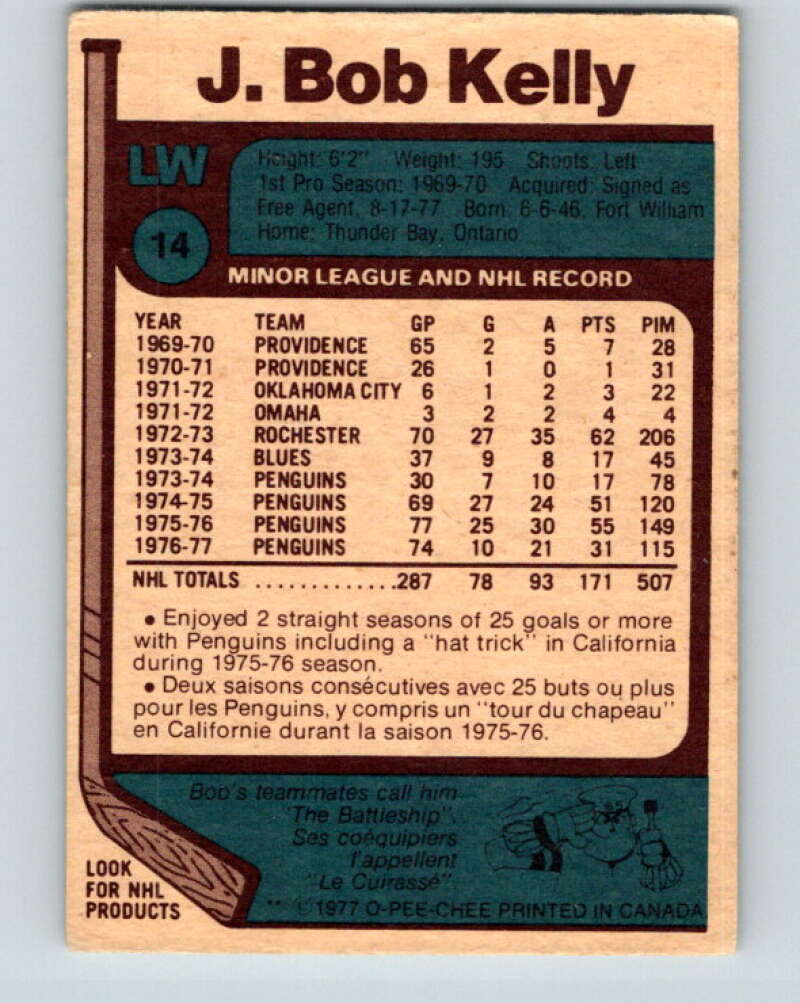 J. Bob Kelly
LW
14
Height: 6'2" Weight: 195 Shoots: Left
1st Pro Season: 1969-70 Acquired: Signed as
Free Agent, 8-17-77 Born: 6-6-46, Fort William
Home: Thunder Bay, Ontario
MINOR LEAGUE AND NHL RECORD
YEAR TEAM GP G A PTS PIM
1969-70 PROVIDENCE 65 2 5 7 28
1970-71 PROVIDENCE 26 1 0 1 31
1971-72 OKLAHOMA CITY 6 1 2 3 22
1971-72 OMAHA 3 2 2 4 4
1972-73 ROCHESTER 70 27 35 62 206
1973-74 BLUES 37 9 8 17 45
1973-74 PENGUINS 30 7 10 17 78
1974-75 PENGUINS 69 27 24 51 120
1975-76 PENGUINS 77 25 30 55 149
1976-77 PENGUINS 74 10 21 31 115
NHL TOTALS .............287 78 93 171 507
• Enjoyed 2 straight seasons of 25 goals or more
with Penguins including a "hat trick" in California
during 1975-76 season.
• Deux saisons consécutives avec 25 buts ou plus
pour les Penguins, y compris un "tour du chapeau"
en Californie durant la saison 1975-76.
Bob's teammates call him
"The Battleship".
Ses coéquipiers
l'appellent
"Le Cuirassé".
LOOK
FOR NHL
PRODUCTS
** © 1977 O-PEE-CHEE PRINTED IN CANADA